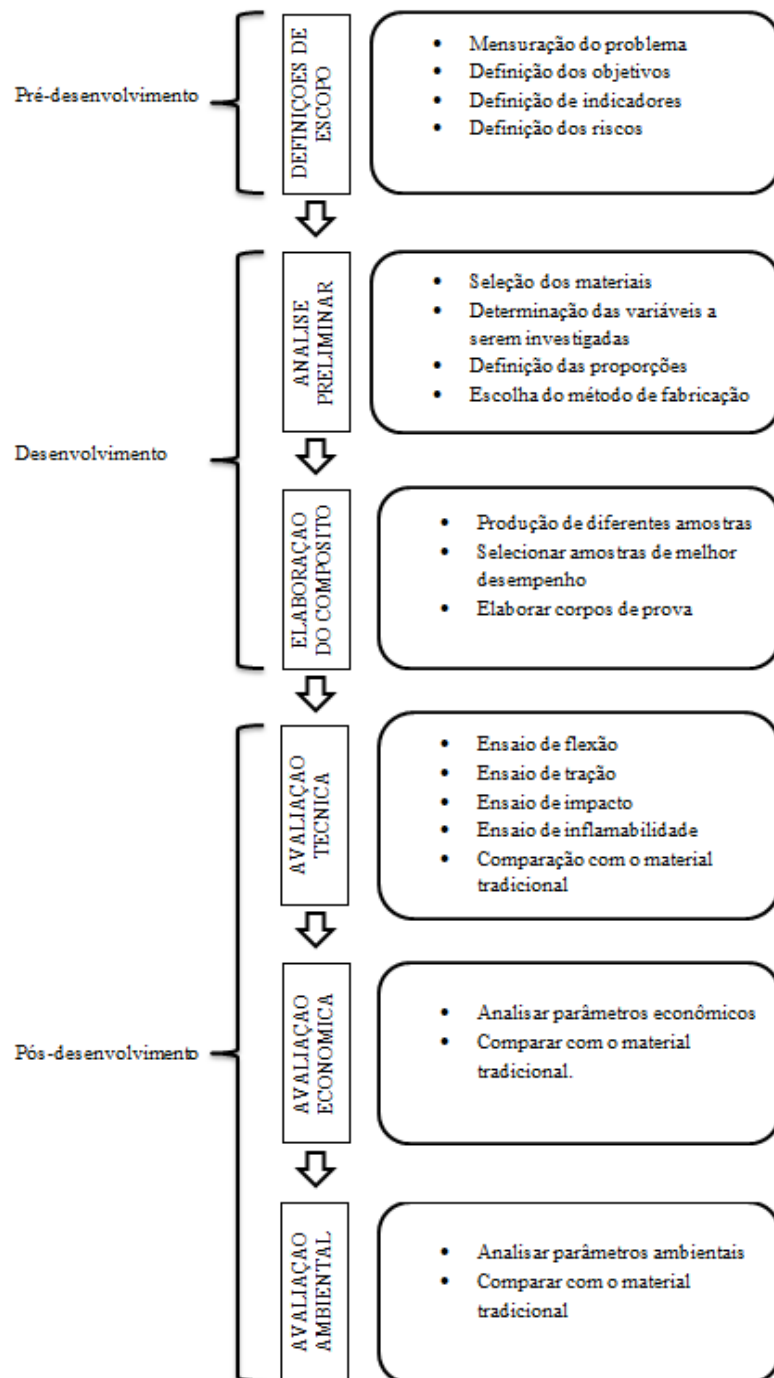 Pré-desenvolvimento
DEFINIÇOES DE
ESCOPO
• Mensuração do problema
• Definição dos objetivos
• Definição de indicadores
• Definição dos riscos
Desenvolvimento
ANALISE
PRELIMINAR
• Seleção dos materiais
• Determinação das variáveis a
serem investigadas
• Definição das proporções
• Escolha do método de fabricação
ELABORAÇAO
DO COMPOSITO
• Produção de diferentes amostras
• Selecionar amostras de melhor
desempenho
• Elaborar corpos de prova
Pós-desenvolvimento
AVALIAÇAO
TECNICA
• Ensaio de flexão
• Ensaio de tração
• Ensaio de impacto
• Ensaio de inflamabilidade
• Comparação com o material
tradicional
AVALIAÇAO
ECONOMICA
• Analisar parâmetros econômicos
• Comparar com o material
tradicional.
AVALIAÇAO
AMBIENTAL
• Analisar parâmetros ambientais
• Comparar com o material
tradicional